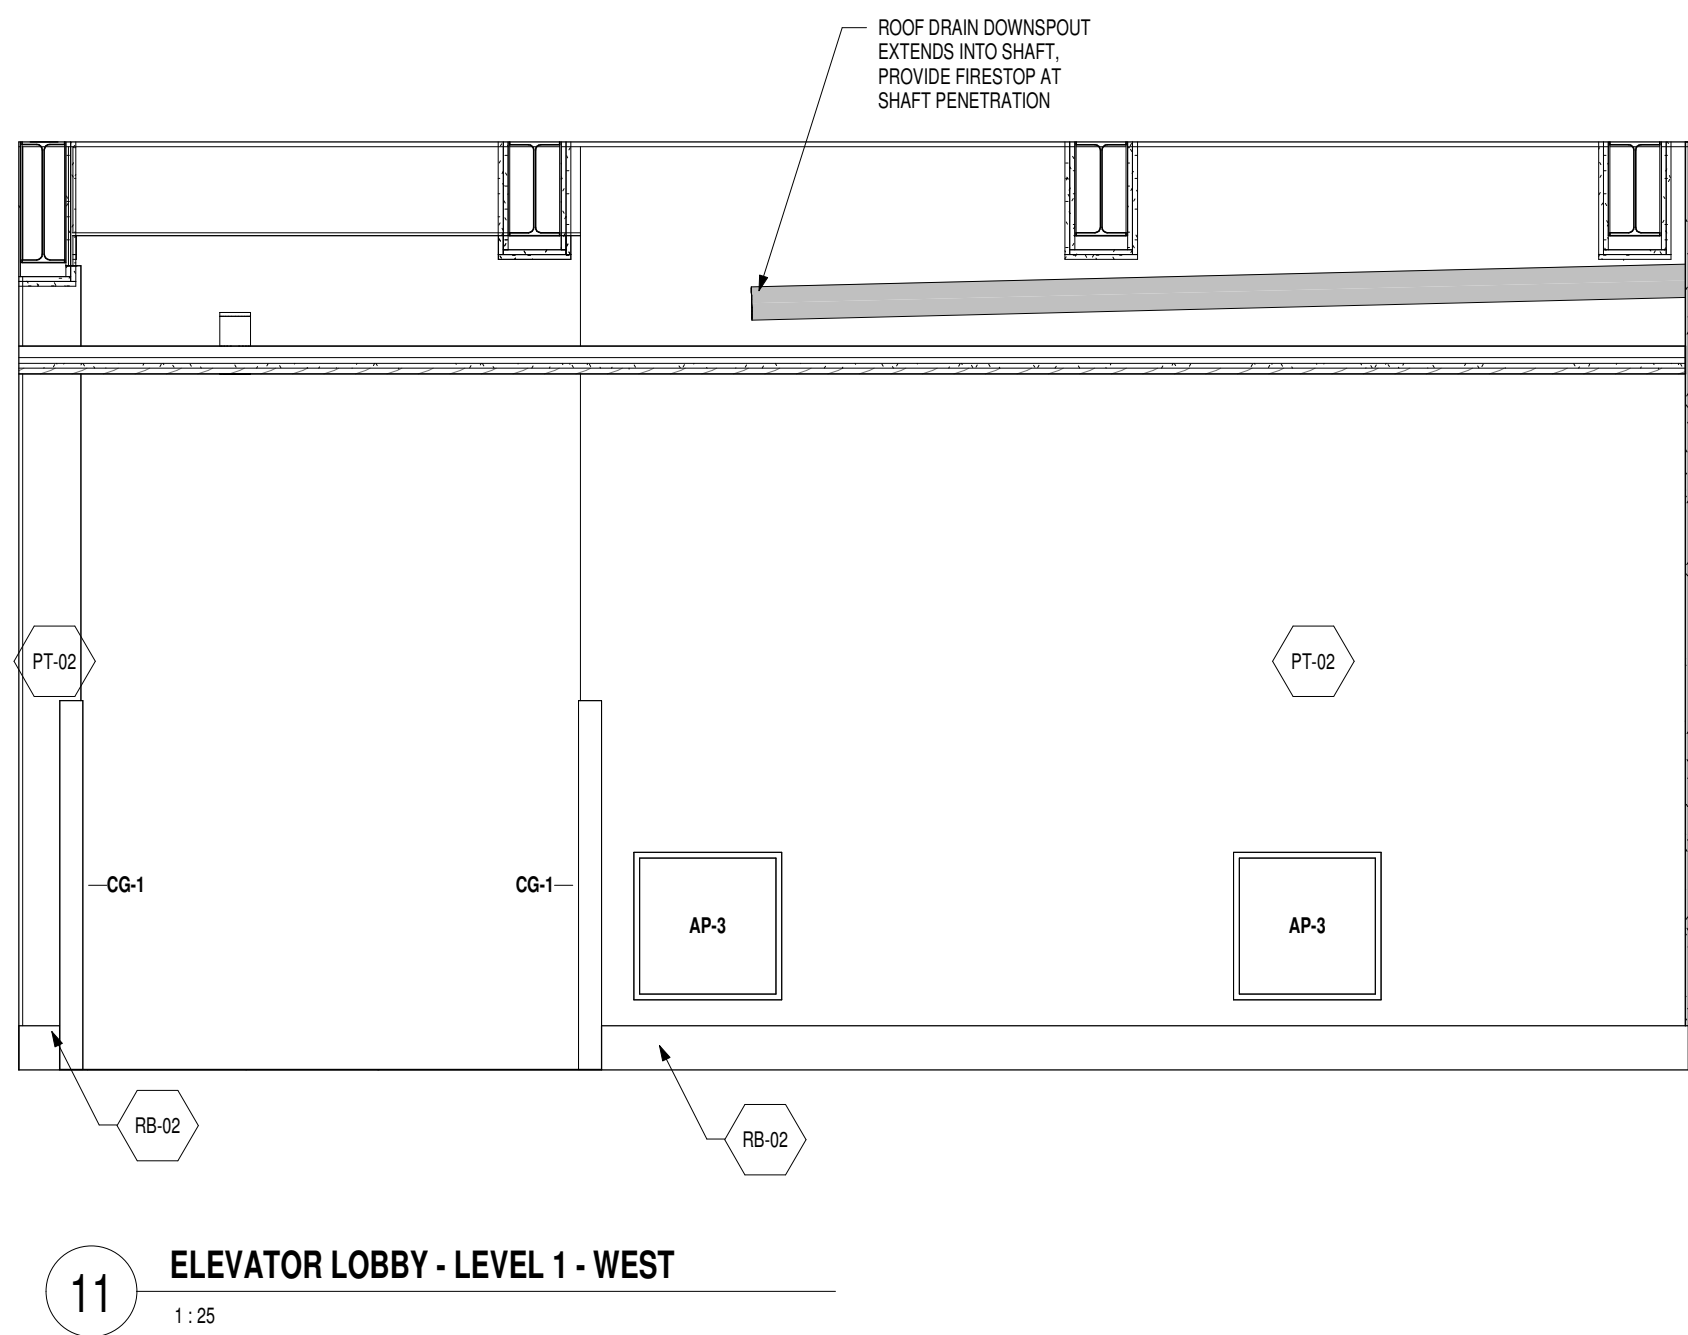 ROOF DRAIN DOWNSPOUT
EXTENDS INTO SHAFT,
PROVIDE FIRESTOP AT
SHAFT PENETRATION
PT-02
PT-02
CG-1
CG-1
AP-3
AP-3
RB-02
RB-02
11
ELEVATOR LOBBY - LEVEL 1 - WEST
1 : 25